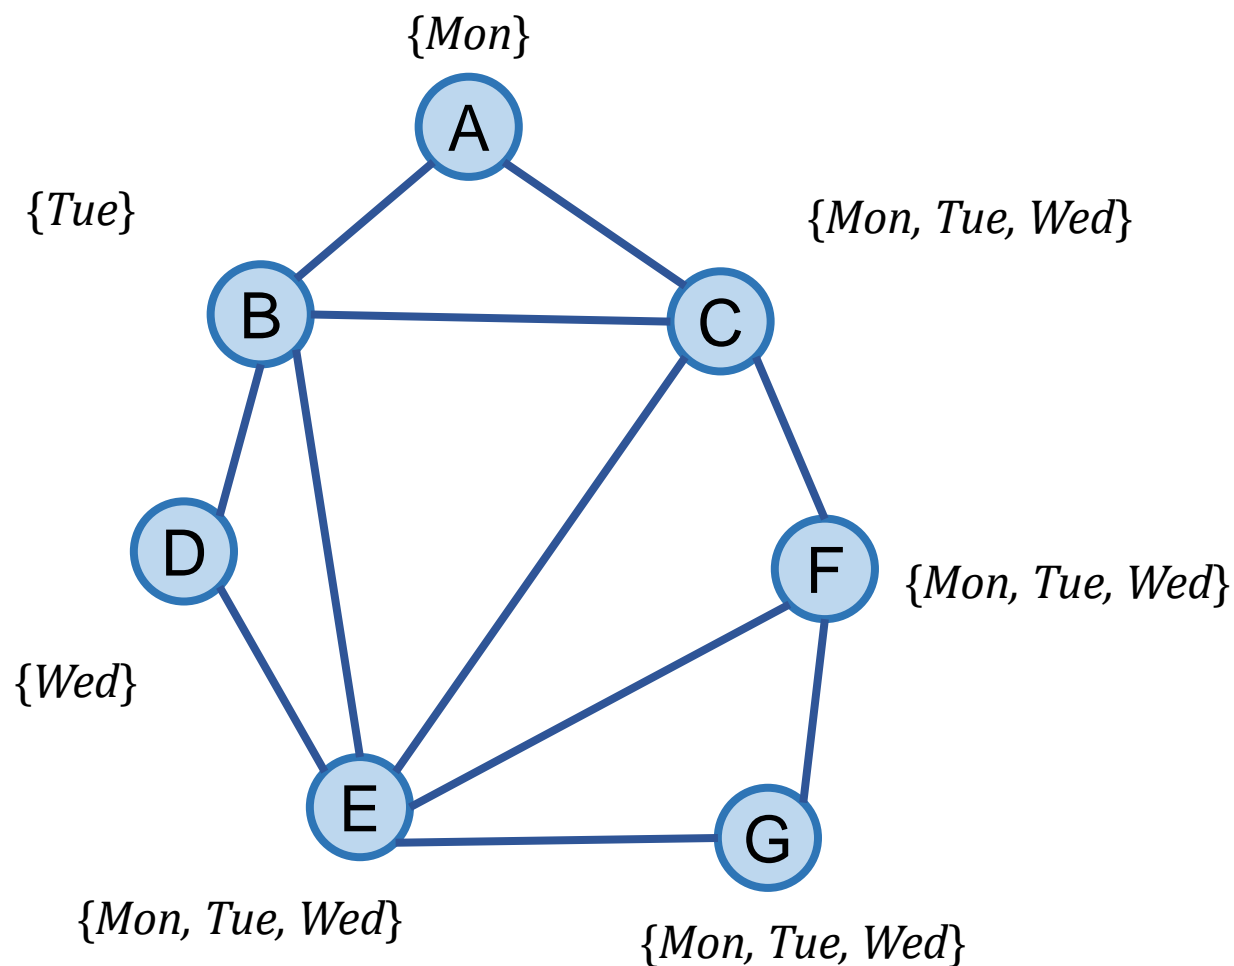 {Mon}
A
{Tue}
{Mon, Tue, Wed}
B
C
D
F
{Mon, Tue, Wed}
{Wed}
E
G
{Mon, Tue, Wed}
{Mon, Tue, Wed}